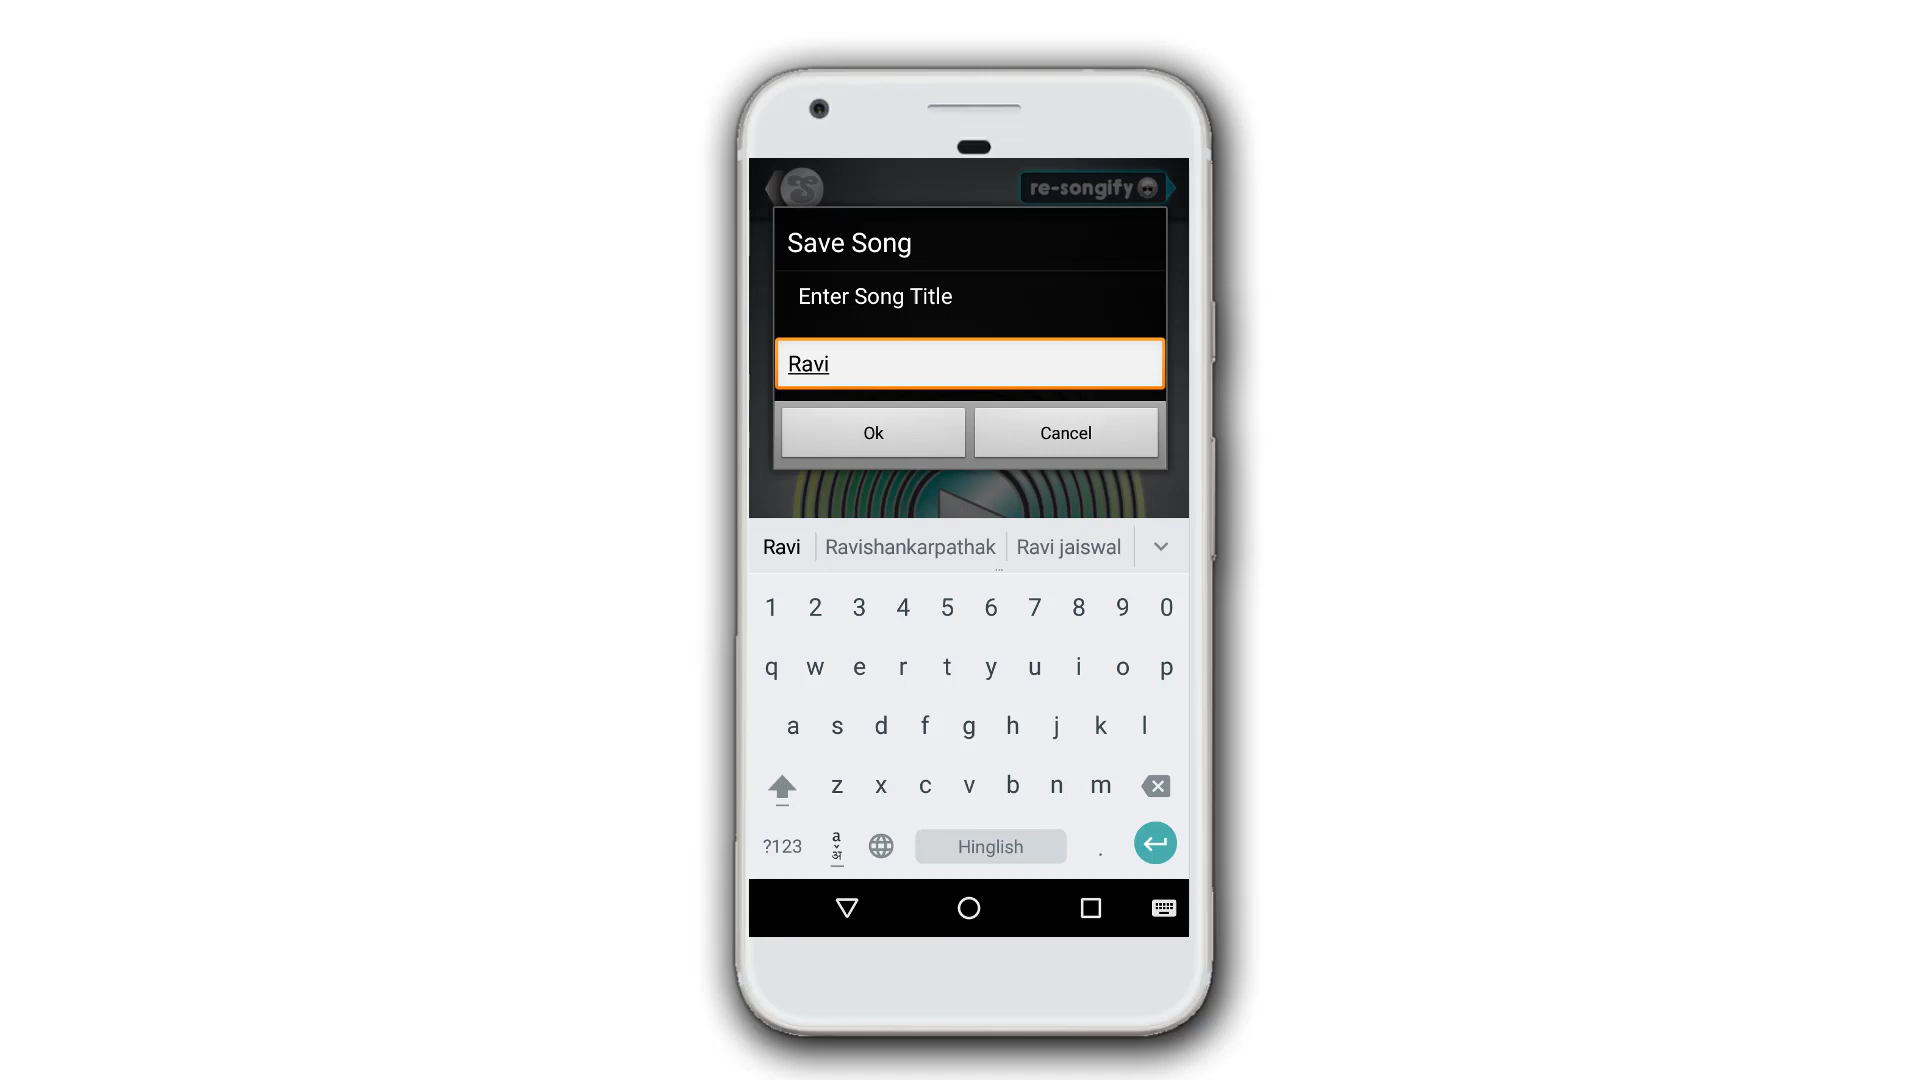 re-songify
Save Song
Enter Song Title
Ravi
Ok Cancel
Ravi Ravishankarpathak Ravi jaiswal
1 2 3 4 5 6 7 8 9 0
q w e r t y u i o p
a s d f g h j k l
z x c v b n m
?123 a अ Hinglish .